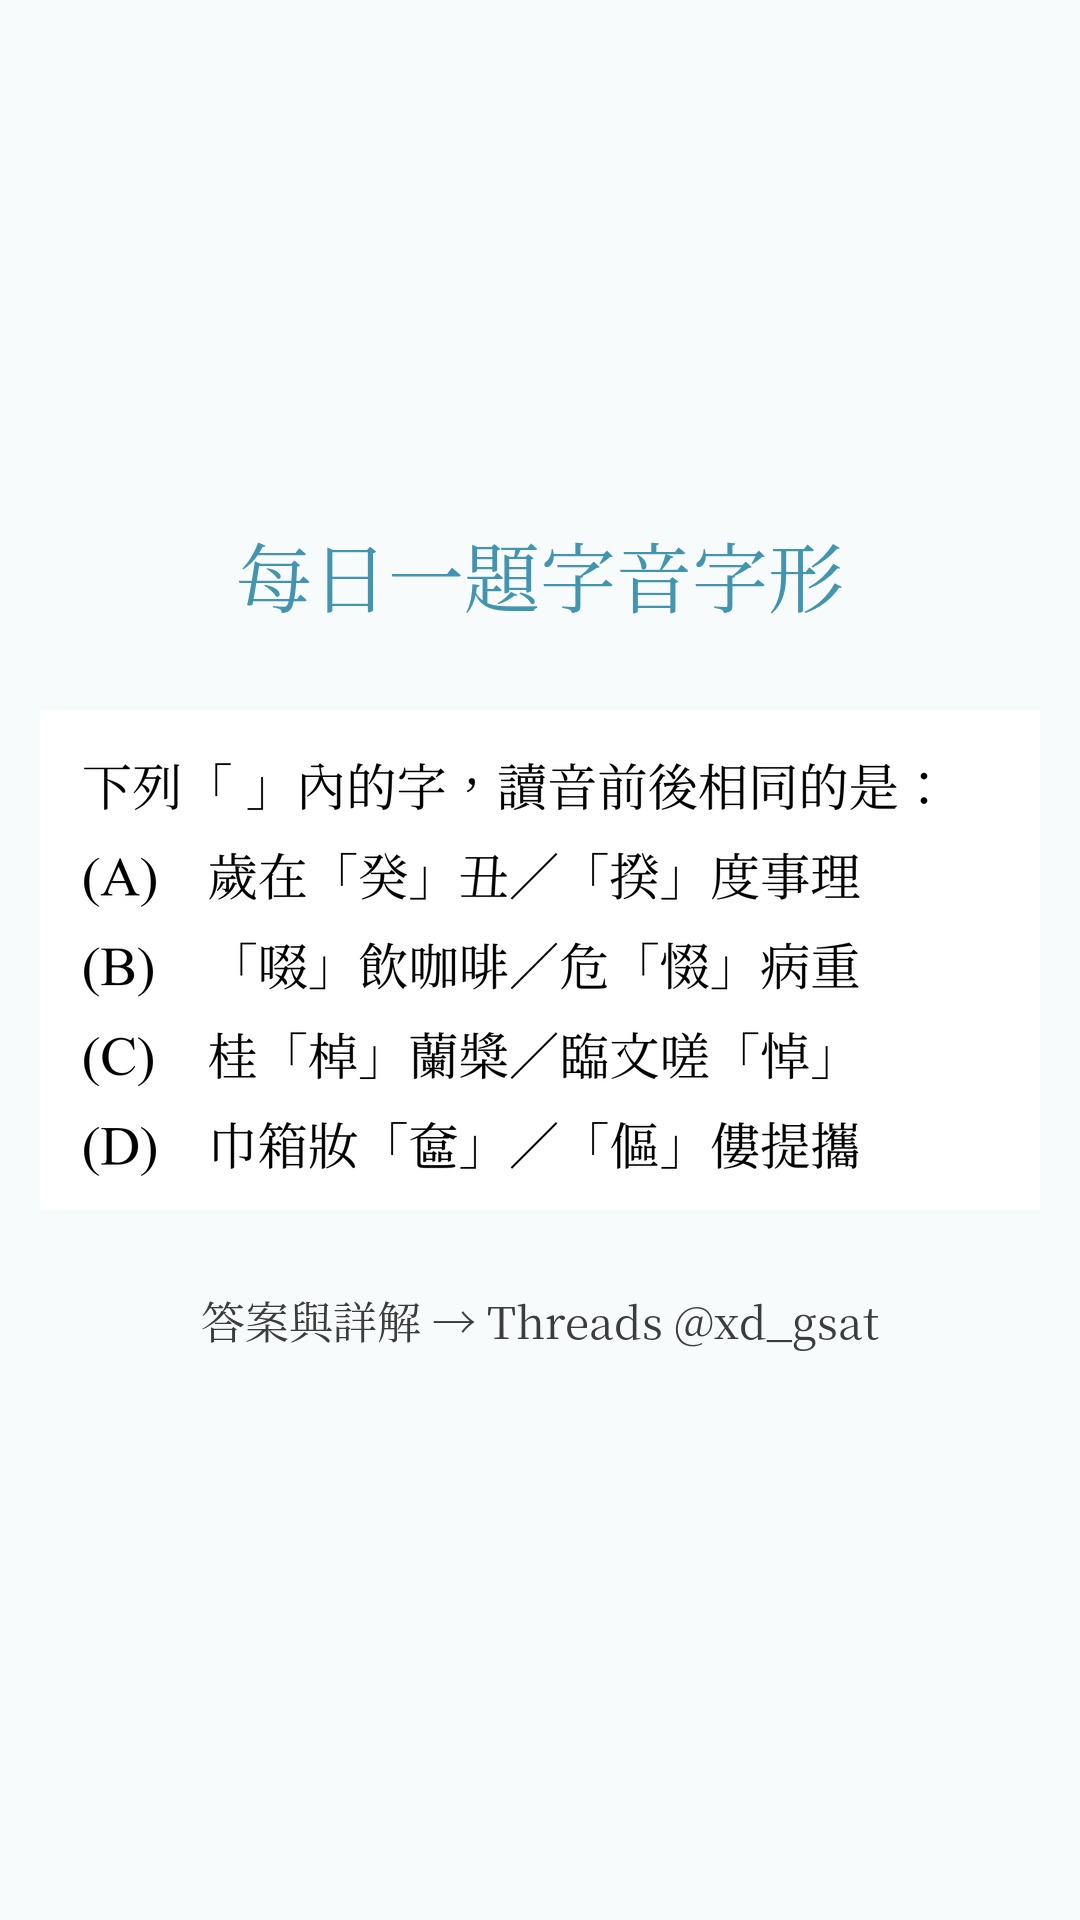 每日一題字音字形
下列「 」內的字，讀音前後相同的是：
(A) 歲在「癸」丑／「揆」度事理
(B) 「啜」飲咖啡／危「惙」病重
(C) 桂「棹」蘭槳／臨文嗟「悼」
(D) 巾箱妝「奩」／「傴」僂提攜
答案與詳解 → Threads @xd_gsat